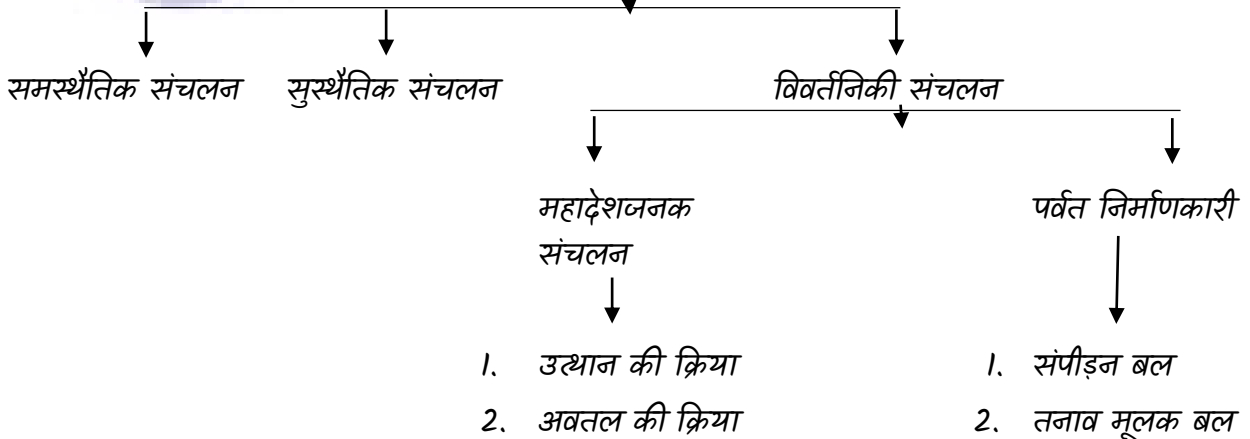 समस्थैतिक संचलन सुस्थैतिक संचलन विवर्तनिकी संचलन
महादेशजनक
संचलन
पर्वत निर्माणकारी
1. उत्थान की क्रिया
2. अवतल की क्रिया
1. संपीड़न बल
2. तनाव मूलक बल